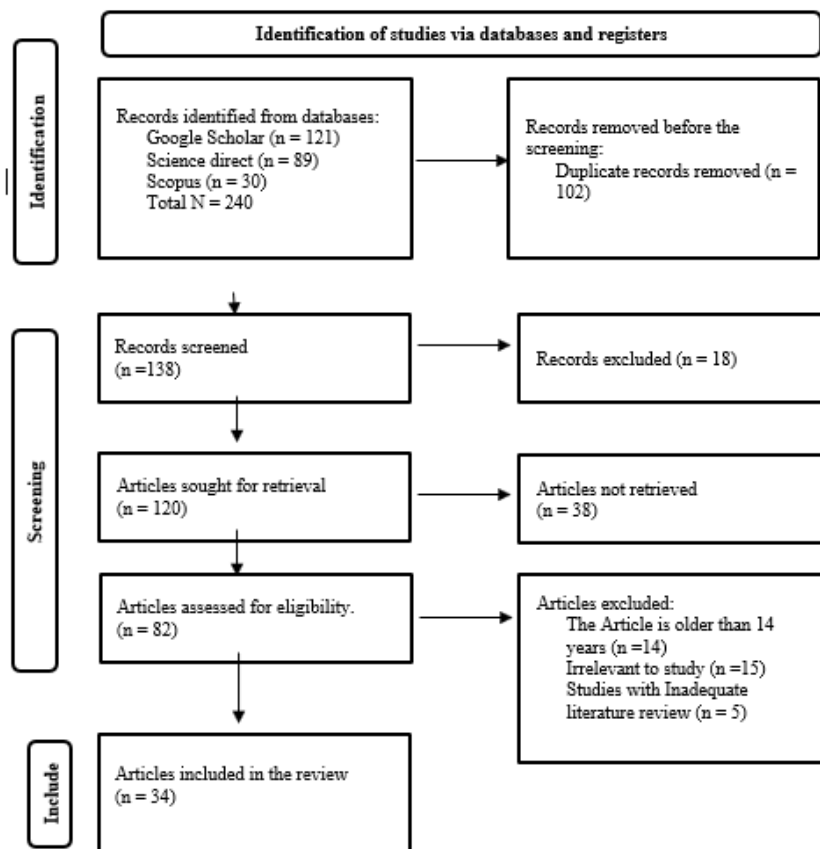 Identification of studies via databases and registers
Identification
Records identified from databases:
Google Scholar (n = 121)
Science direct (n = 89)
Scopus (n = 30)
Total N = 240
Records removed before the
screening:
Duplicate records removed (n =
102)
Screening
Records screened
(n =138)
Records excluded (n = 18)
Articles sought for retrieval
(n = 120)
Articles not retrieved
(n = 38)
Articles assessed for eligibility.
(n = 82)
Articles excluded:
The Article is older than 14
years (n =14)
Irrelevant to study (n =15)
Studies with Inadequate
literature review (n = 5)
Include
Articles included in the review
(n = 34)